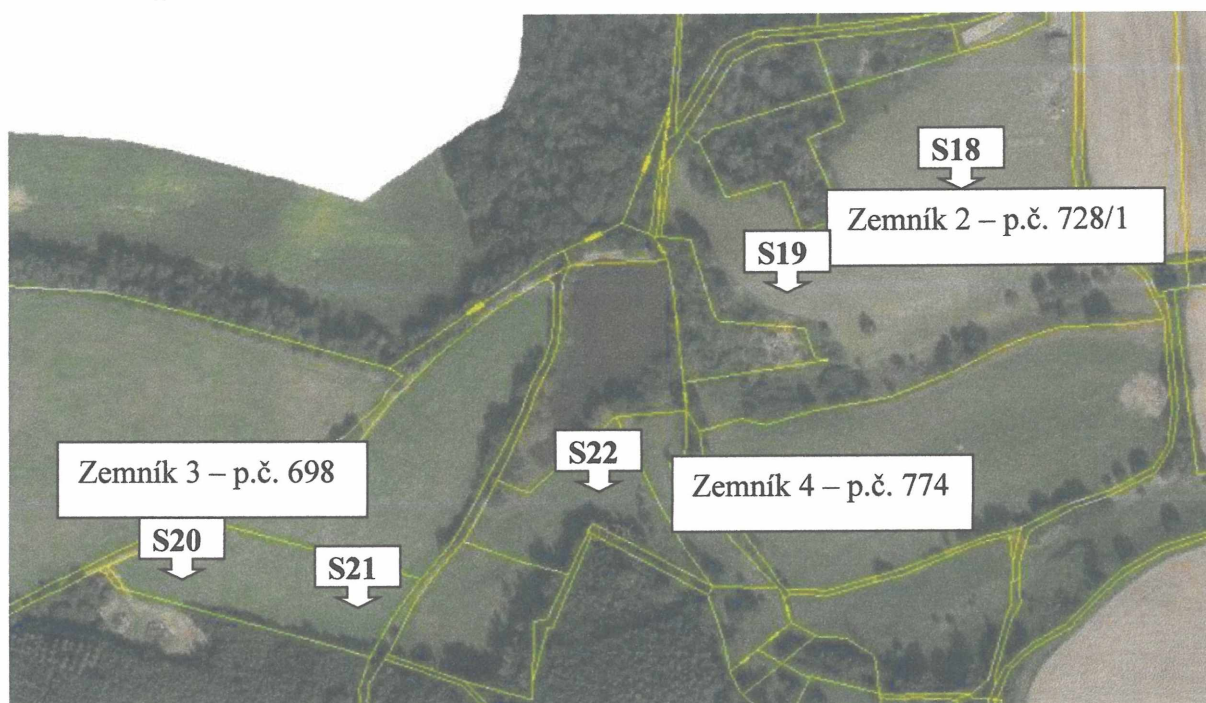 S18
Zemník 2 – p.č. 728/1
S19
S22
Zemník 3 – p.č. 698
Zemník 4 – p.č. 774
S20
S21